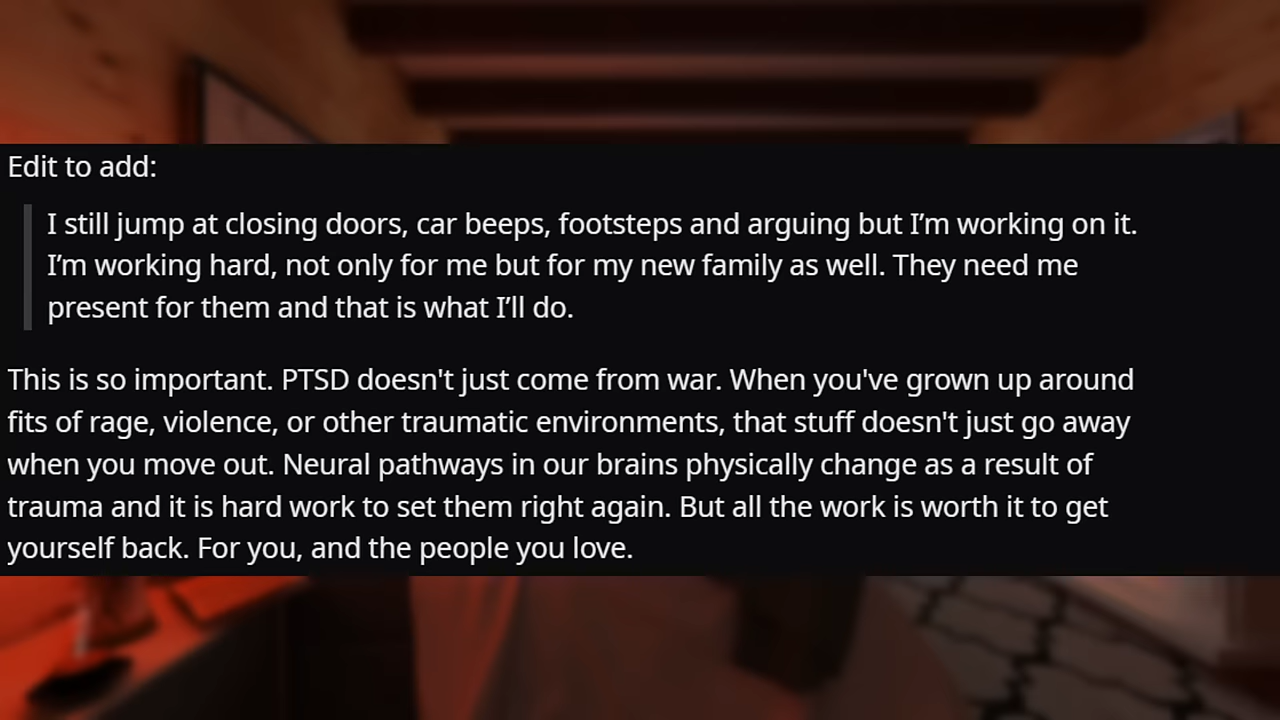 Edit to add:
I still jump at closing doors, car beeps, footsteps and arguing but I’m working on it.
I’m working hard, not only for me but for my new family as well. They need me
present for them and that is what I’ll do.
This is so important. PTSD doesn't just come from war. When you've grown up around
fits of rage, violence, or other traumatic environments, that stuff doesn't just go away
when you move out. Neural pathways in our brains physically change as a result of
trauma and it is hard work to set them right again. But all the work is worth it to get
yourself back. For you, and the people you love.